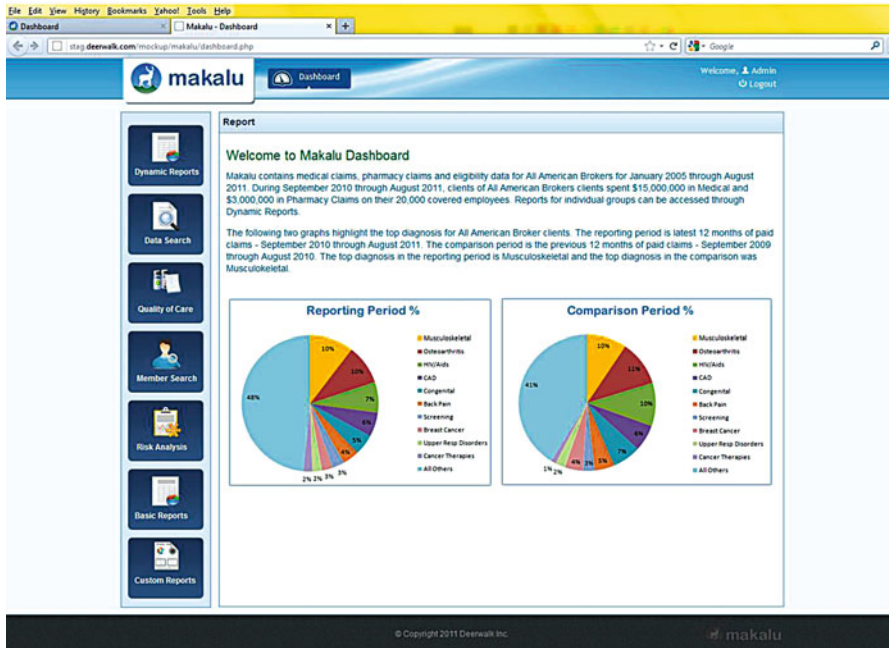 File Edit View History Bookmarks Yahoo! Tools Help
Dashboard
Makalu - Dashboard
stag.deerwalk.com/mockup/makalu/dashboard.php
Google
makalu
Dashboard
Welcome, Admin
Logout
Dynamic Reports
Data Search
Quality of Care
Member Search
Risk Analysis
Basic Reports
Custom Reports
Report
Welcome to Makalu Dashboard
Makalu contains medical claims, pharmacy claims and eligibility data for All American Brokers for January 2005 through August
2011. During September 2010 through August 2011, clients of All American Brokers clients spent $15,000,000 in Medical and
$3,000,000 in Pharmacy Claims on their 20,000 covered employees. Reports for individual groups can be accessed through
Dynamic Reports.
The following two graphs highlight the top diagnosis for All American Broker clients. The reporting period is latest 12 months of paid
claims - September 2010 through August 2011. The comparison period is the previous 12 months of paid claims - September 2009
through August 2010. The top diagnosis in the reporting period is Musculoskeletal and the top diagnosis in the comparison was
Musculokeletal.
Reporting Period %
10%
10%
7%
6%
5%
4%
3%
3%
2%
2%
48%
Musculoskeletal
Osteoarthritis
HIV/Aids
CAD
Congenital
Back Pain
Screening
Breast Cancer
Upper Resp Disorders
Cancer Therapies
All Others
Comparison Period %
10%
11%
10%
6%
7%
5%
3%
4%
2%
1%
41%
Musculoskeletal
Osteoarthritis
HIV/Aids
CAD
Congenital
Back Pain
Screening
Breast Cancer
Upper Resp Disorders
Cancer Therapies
All Others
© Copyright 2011 Deerwalk Inc.
makalu